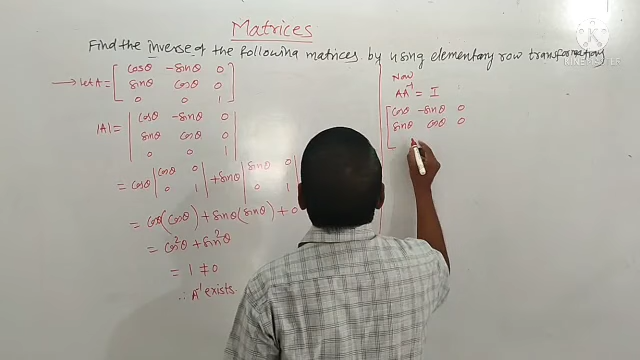 Matrices
Find the inverse of the following matrices by using elementary row transformations
→ let A = [ cosθ -sinθ 0
sinθ cosθ 0
0 0 1 ]
|A| = | cosθ -sinθ 0
sinθ cosθ 0
0 0 1 |
= cosθ | cosθ 0
0 1 | + sinθ | sinθ 0
0 1 |
= cosθ(cosθ) + sinθ(sinθ) + 0
= cos²θ + sin²θ
= 1 ≠ 0
∴ A⁻¹ exists.
Now
AA⁻¹ = I
[ cosθ -sinθ 0
sinθ cosθ 0